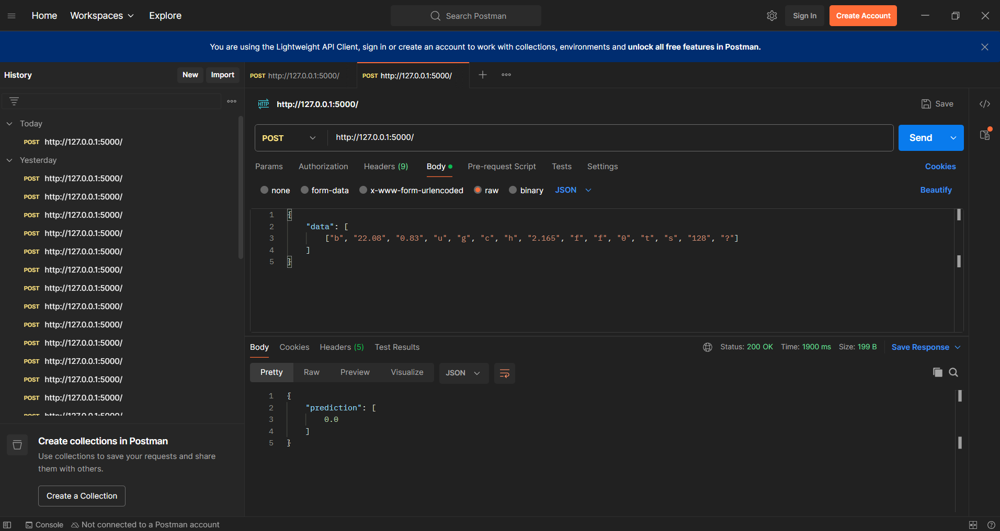 Home Workspaces Explore Search Postman Sign In Create Account
You are using the Lightweight API Client, sign in or create an account to work with collections, environments and unlock all free features in Postman.
History New Import
POST http://127.0.0.1:5000/ POST http://127.0.0.1:5000/
HTTP http://127.0.0.1:5000/ Save
Today
POST http://127.0.0.1:5000/
Yesterday
POST http://127.0.0.1:5000/
POST http://127.0.0.1:5000/
POST http://127.0.0.1:5000/
POST http://127.0.0.1:5000/
POST http://127.0.0.1:5000/
POST http://127.0.0.1:5000/
POST http://127.0.0.1:5000/
POST http://127.0.0.1:5000/
POST http://127.0.0.1:5000/
POST http://127.0.0.1:5000/
POST http://127.0.0.1:5000/
POST http://127.0.0.1:5000/
POST http://127.0.0.1:5000/
POST http://127.0.0.1:5000/
Create collections in Postman
Use collections to save your requests and share
them with others.
Create a Collection
POST http://127.0.0.1:5000/ Send
Params Authorization Headers (9) Body Pre-request Script Tests Settings Cookies
none form-data x-www-form-urlencoded raw binary JSON Beautify
1 {
2 "data": [
3 ["b", "22.08", "0.83", "u", "g", "c", "h", "2.165", "f", "f", "0", "t", "s", "128", "?"]
4 ]
5 }
Body Cookies Headers (5) Test Results Status: 200 OK Time: 1900 ms Size: 199 B Save Response
Pretty Raw Preview Visualize JSON
1 {
2 "prediction": [
3 0.0
4 ]
5 }
Console Not connected to a Postman account